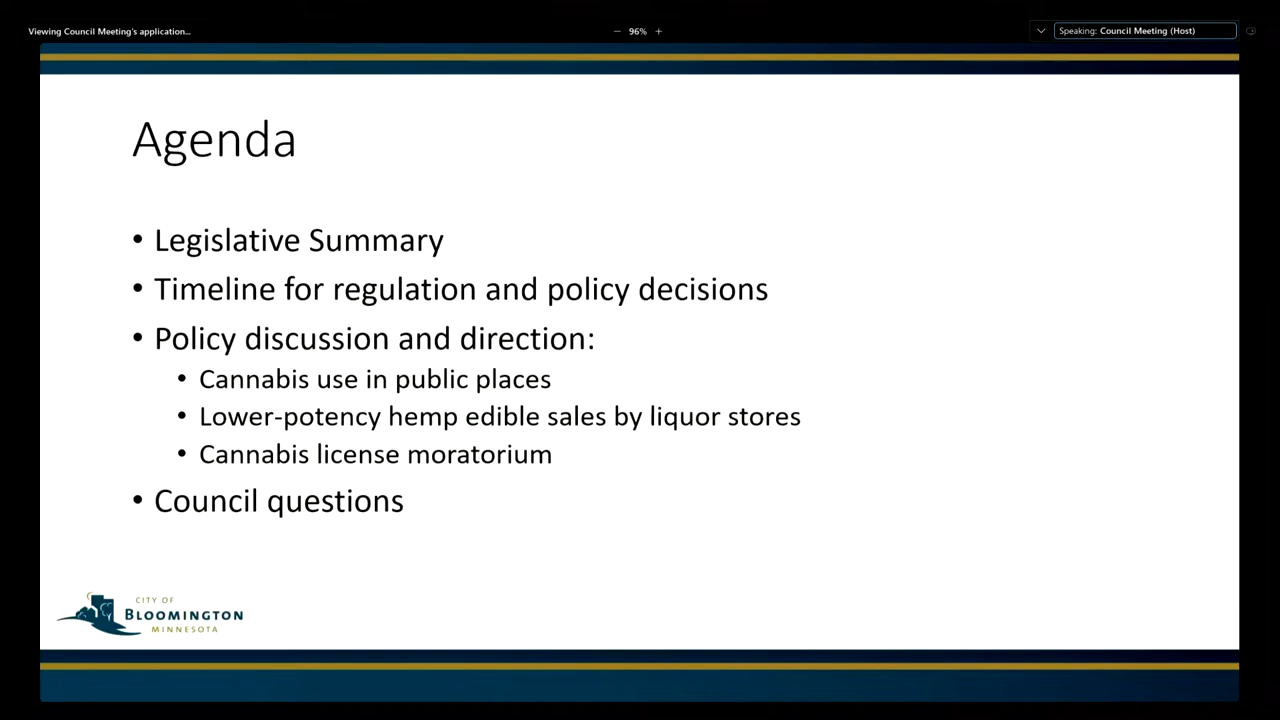 Viewing Council Meeting's application...
− 96% +
Speaking: Council Meeting (Host)
Agenda
• Legislative Summary
• Timeline for regulation and policy decisions
• Policy discussion and direction:
• Cannabis use in public places
• Lower-potency hemp edible sales by liquor stores
• Cannabis license moratorium
• Council questions
CITY OF
BLOOMINGTON
MINNESOTA